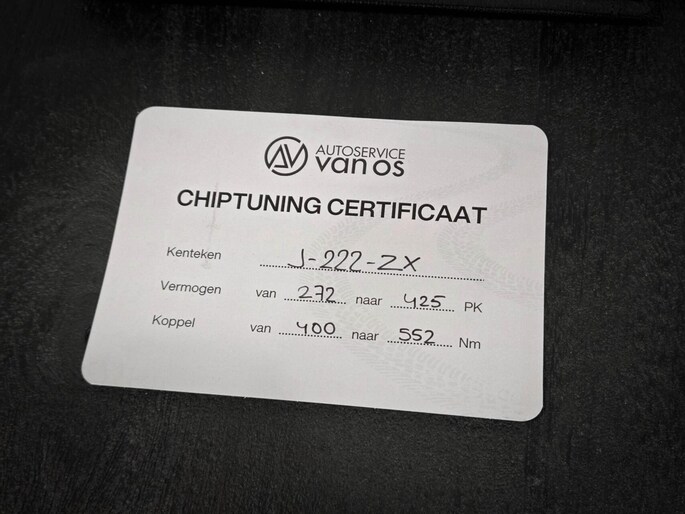 AV AUTOSERVICE
van os
CHIPTUNING CERTIFICAAT
Kenteken J-222-ZX
Vermogen van 272 naar 425 PK
Koppel van 400 naar 552 Nm